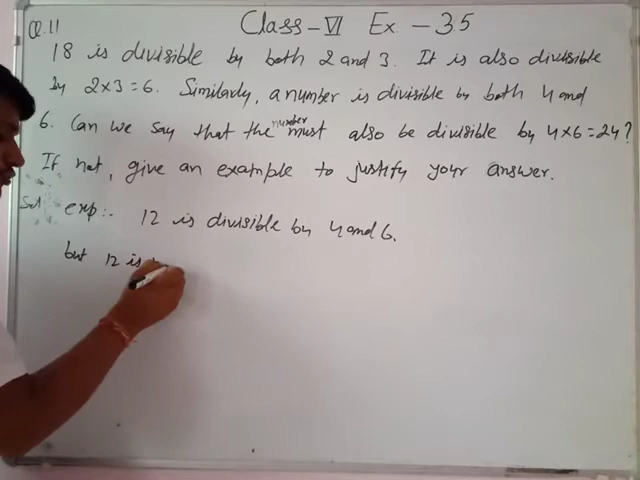 Q.11 Class-VI Ex-3.5
18 is divisible by both 2 and 3. It is also divisible
by 2×3=6. Similarly, a number is divisible by both 4 and
6. Can we say that the number must also be divisible by 4×6=24?
If not, give an example to justify your answer.
Sol exp:- 12 is divisible by 4 and 6.
but 12 is